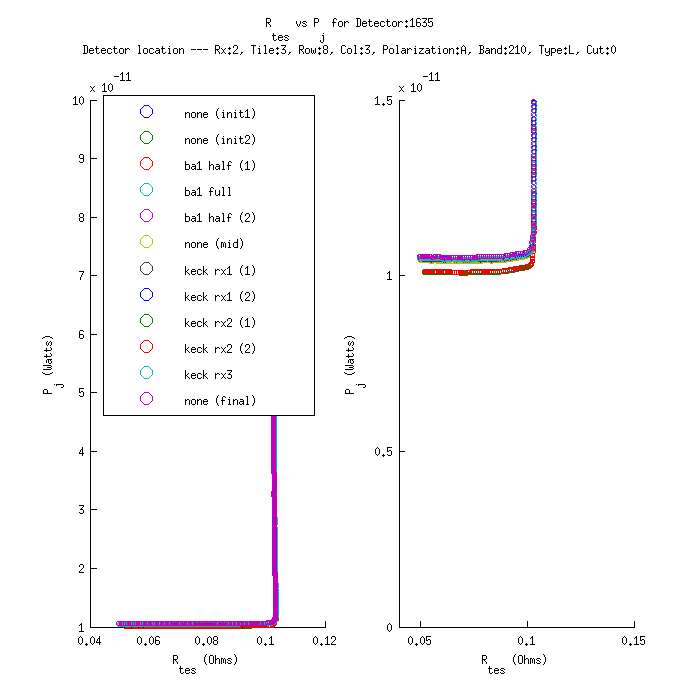 R tes vs P j for Detector:1635
Detector location --- Rx:2, Tile:3, Row:8, Col:3, Polarization:A, Band:210, Type:L, Cut:0
x 10 -11
x 10 -11
10
9
8
7
6
5
4
3
2
1
0.04
0.06
0.08
0.1
0.12
P j (Watts)
R tes (Ohms)
none (init1)
none (init2)
ba1 half (1)
ba1 full
ba1 half (2)
none (mid)
keck rx1 (1)
keck rx1 (2)
keck rx2 (1)
keck rx2 (2)
keck rx3
none (final)
1.5
1
0.5
0
0.05
0.1
0.15
P j (Watts)
R tes (Ohms)